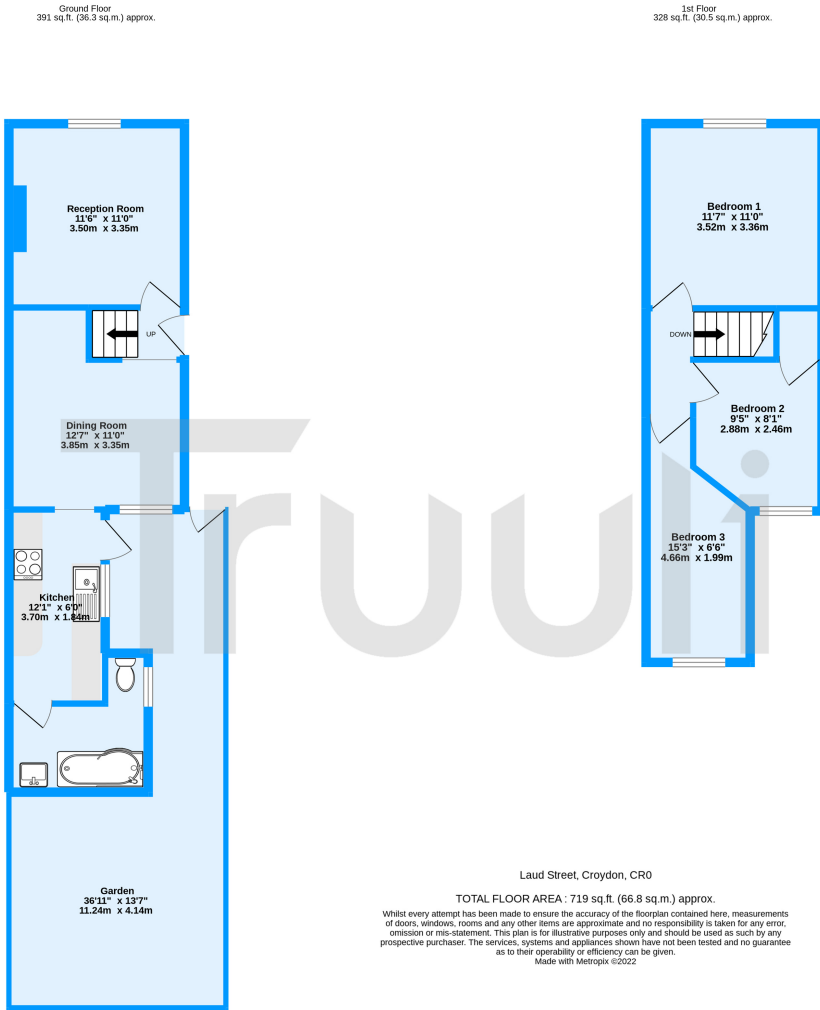 Ground Floor
391 sq.ft. (36.3 sq.m.) approx.
1st Floor
328 sq.ft. (30.5 sq.m.) approx.
Reception Room
11'6" x 11'0"
3.50m x 3.35m
UP
Dining Room
12'7" x 11'0"
3.85m x 3.35m
Kitchen
12'1" x 6'0"
3.70m x 1.84m
Garden
36'11" x 13'7"
11.24m x 4.14m
Bedroom 1
11'7" x 11'0"
3.52m x 3.36m
DOWN
Bedroom 2
9'5" x 8'1"
2.88m x 2.46m
Bedroom 3
15'3" x 6'6"
4.66m x 1.99m
Truuli
Laud Street, Croydon, CR0
TOTAL FLOOR AREA : 719 sq.ft. (66.8 sq.m.) approx.
Whilst every attempt has been made to ensure the accuracy of the floorplan contained here, measurements
of doors, windows, rooms and any other items are approximate and no responsibility is taken for any error,
omission or mis-statement. This plan is for illustrative purposes only and should be used as such by any
prospective purchaser. The services, systems and appliances shown have not been tested and no guarantee
as to their operability or efficiency can be given.
Made with Metropix ©2022